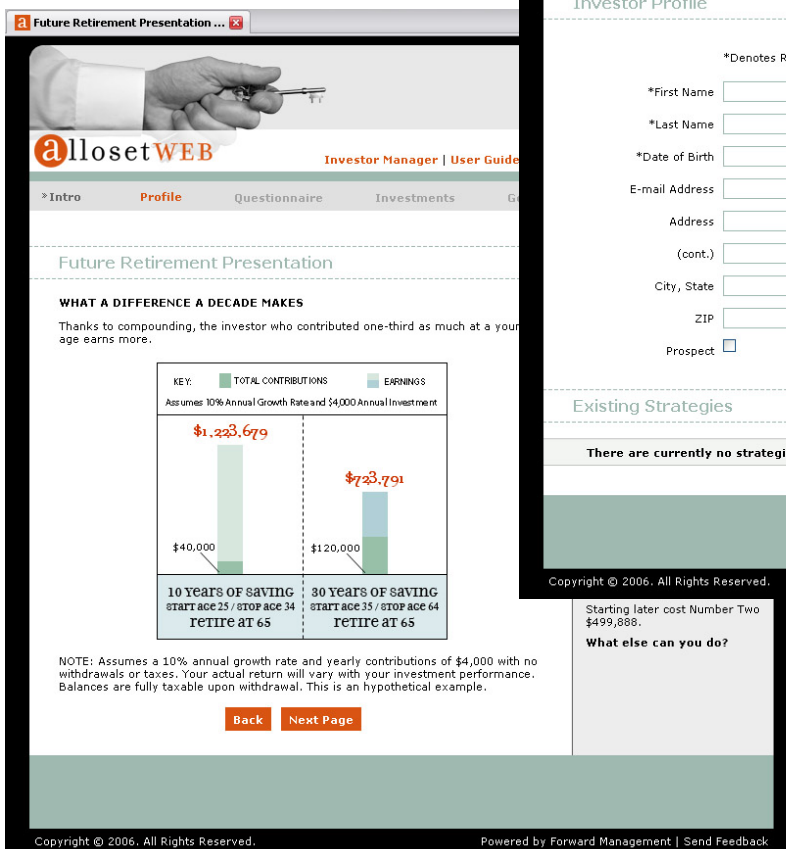 Future Retirement Presentation ...
allosetWEB
Investor Manager | User Guide
» Intro Profile Questionnaire Investments
Future Retirement Presentation
WHAT A DIFFERENCE A DECADE MAKES
Thanks to compounding, the investor who contributed one-third as much at a your
age earns more.
KEY: TOTAL CONTRIBUTIONS EARNINGS
Assumes 10% Annual Growth Rate and $4,000 Annual Investment
$1,223,679
$723,791
$40,000 $120,000
10 Years OF SAVING
START AGE 25 / STOP AGE 34
RETIRE AT 65
30 Years OF SAVING
START AGE 35 / STOP AGE 64
RETIRE AT 65
NOTE: Assumes a 10% annual growth rate and yearly contributions of $4,000 with no
withdrawals or taxes. Your actual return will vary with your investment performance.
Balances are fully taxable upon withdrawal. This is an hypothetical example.
Back Next Page
Copyright © 2006. All Rights Reserved.
Powered by Forward Management | Send Feedback
Investor Profile
*Denotes R
*First Name
*Last Name
*Date of Birth
E-mail Address
Address
(cont.)
City, State
ZIP
Prospect
Existing Strategies
There are currently no strategi
Copyright © 2006. All Rights Reserved.
Starting later cost Number Two
$499,888.
What else can you do?